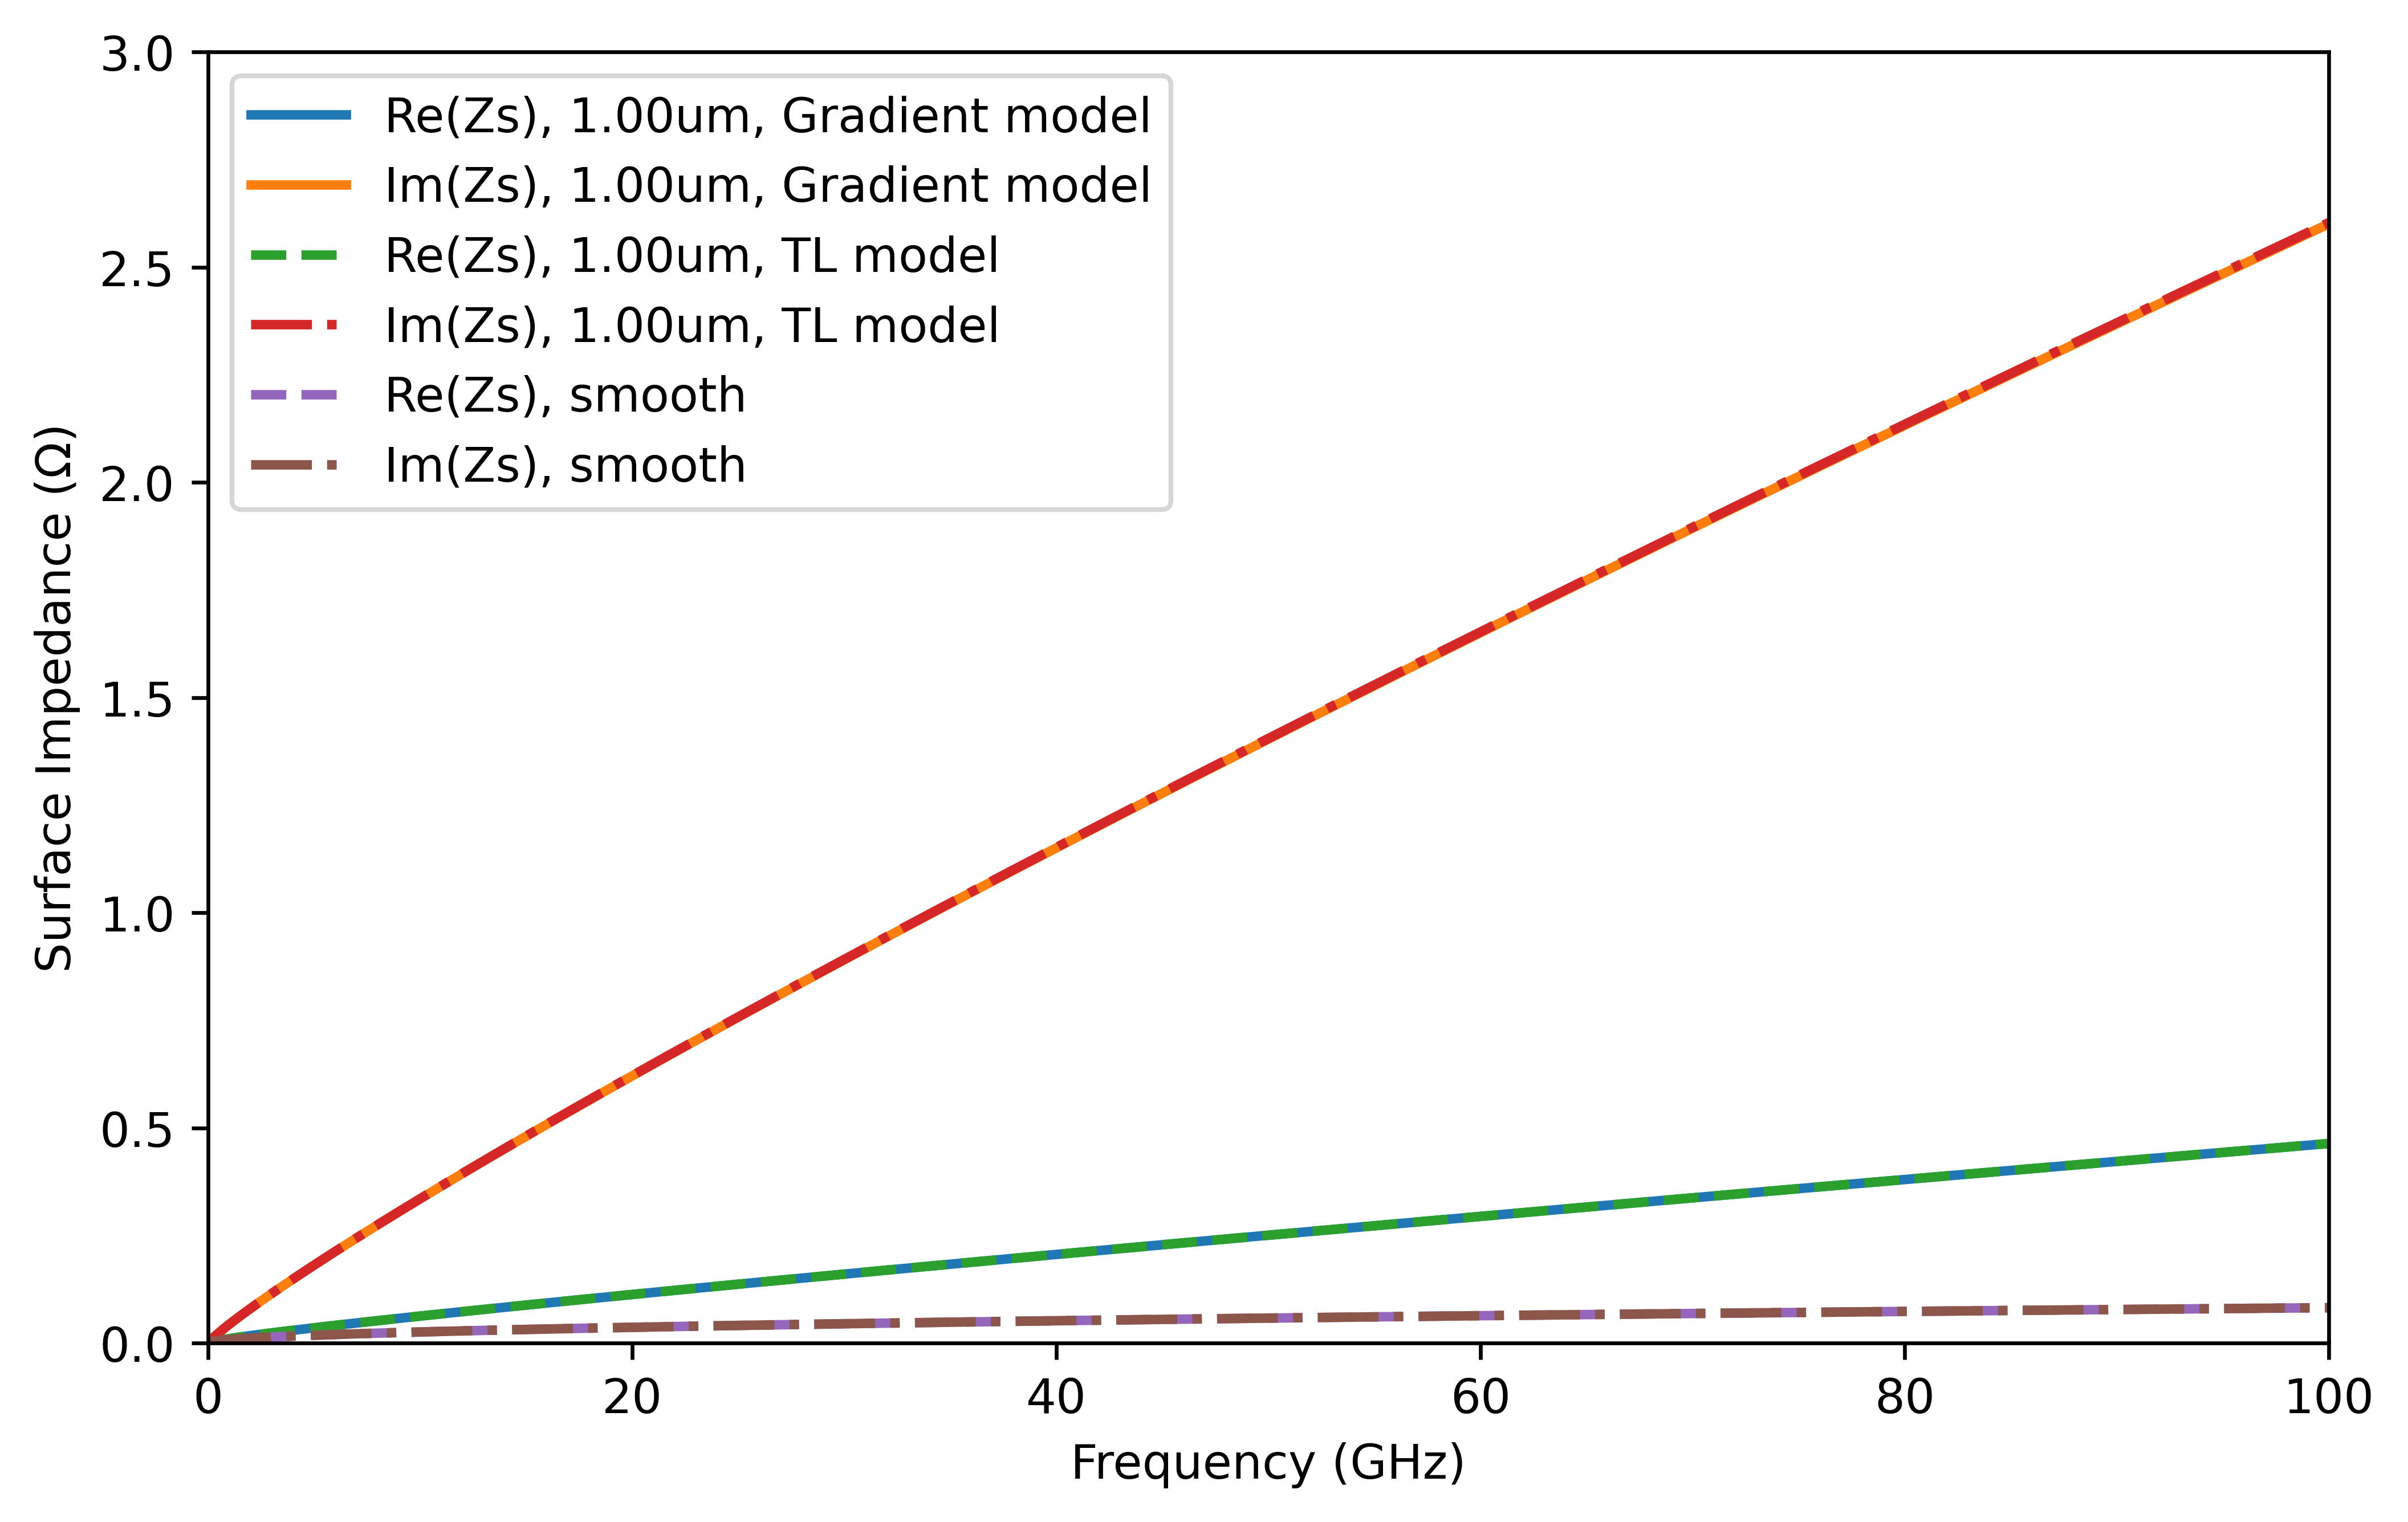 3.0
2.5
2.0
1.5
1.0
0.5
0.0
Surface Impedance (Ω)
Re(Zs), 1.00um, Gradient model
Im(Zs), 1.00um, Gradient model
Re(Zs), 1.00um, TL model
Im(Zs), 1.00um, TL model
Re(Zs), smooth
Im(Zs), smooth
0 20 40 60 80 100
Frequency (GHz)